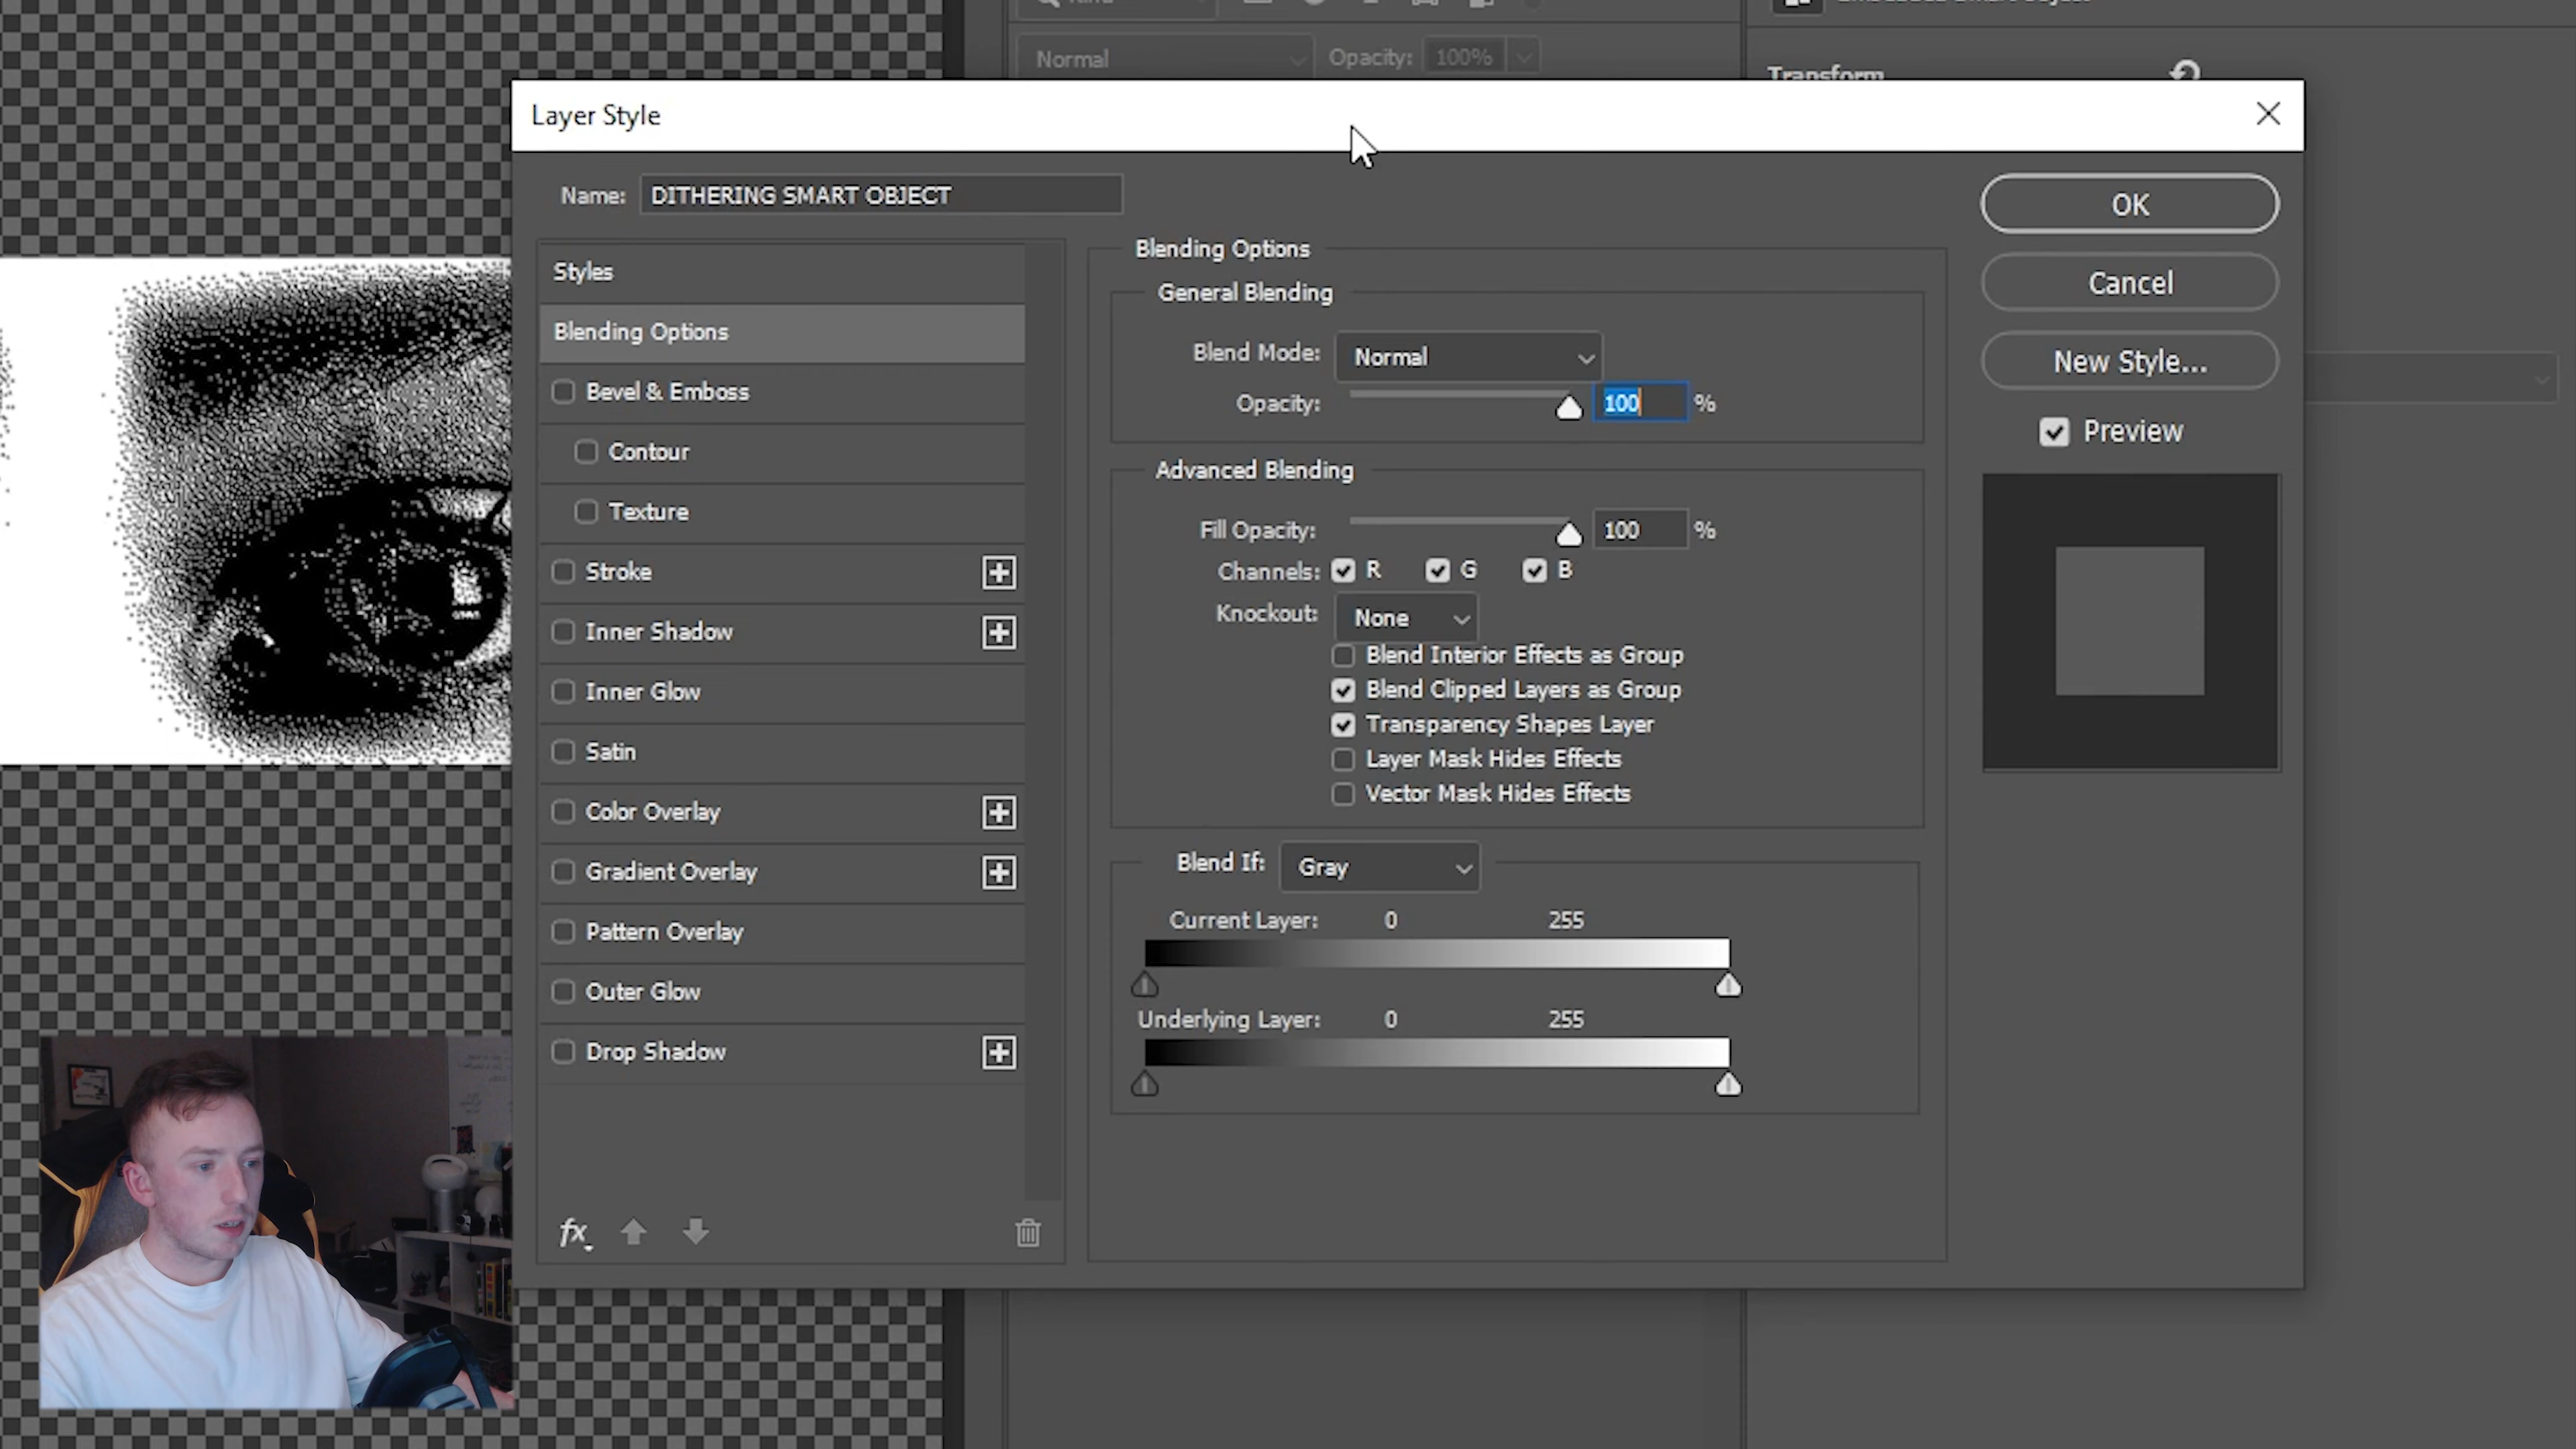 Normal Opacity: 100%
Transform
Layer Style
Name: DITHERING SMART OBJECT
OK
Cancel
New Style...
Preview
Styles
Blending Options
Bevel & Emboss
Contour
Texture
Stroke
Inner Shadow
Inner Glow
Satin
Color Overlay
Gradient Overlay
Pattern Overlay
Outer Glow
Drop Shadow
fx
Blending Options
General Blending
Blend Mode: Normal
Opacity: 100 %
Advanced Blending
Fill Opacity: 100 %
Channels: R G B
Knockout: None
Blend Interior Effects as Group
Blend Clipped Layers as Group
Transparency Shapes Layer
Layer Mask Hides Effects
Vector Mask Hides Effects
Blend If: Gray
Current Layer: 0 255
Underlying Layer: 0 255